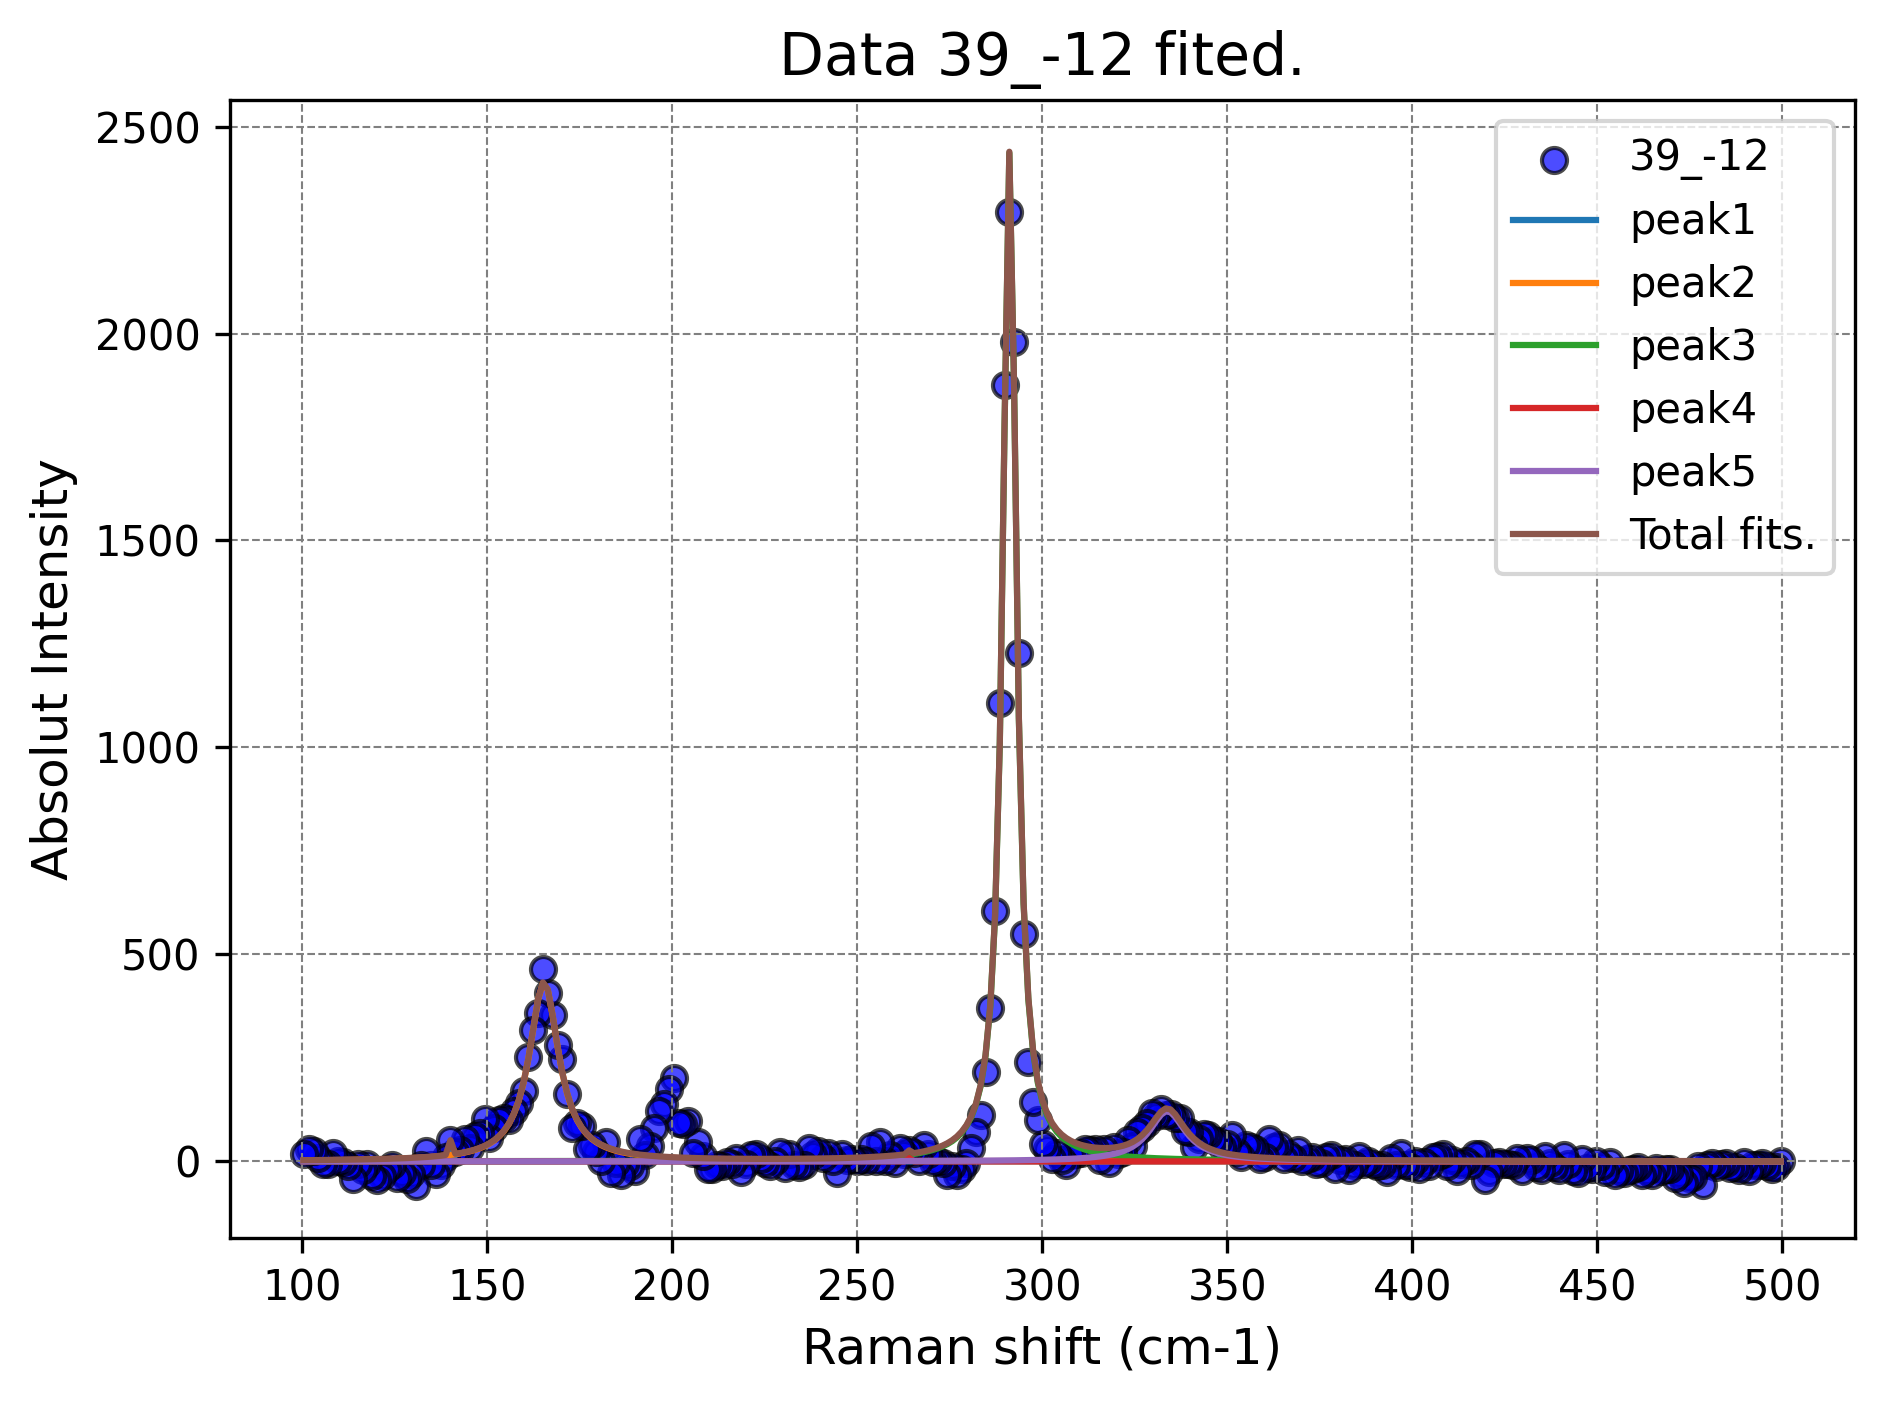 Data 39_-12 fited.
2500
2000
1500
1000
500
0
Absolut Intensity
39_-12
peak1
peak2
peak3
peak4
peak5
Total fits.
100 150 200 250 300 350 400 450 500
Raman shift (cm-1)